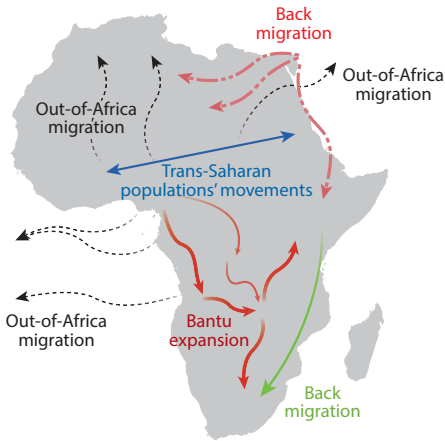 Back
migration
Out-of-Africa
migration
Out-of-Africa
migration
Trans-Saharan
populations' movements
Out-of-Africa
migration
Bantu
expansion
Back
migration